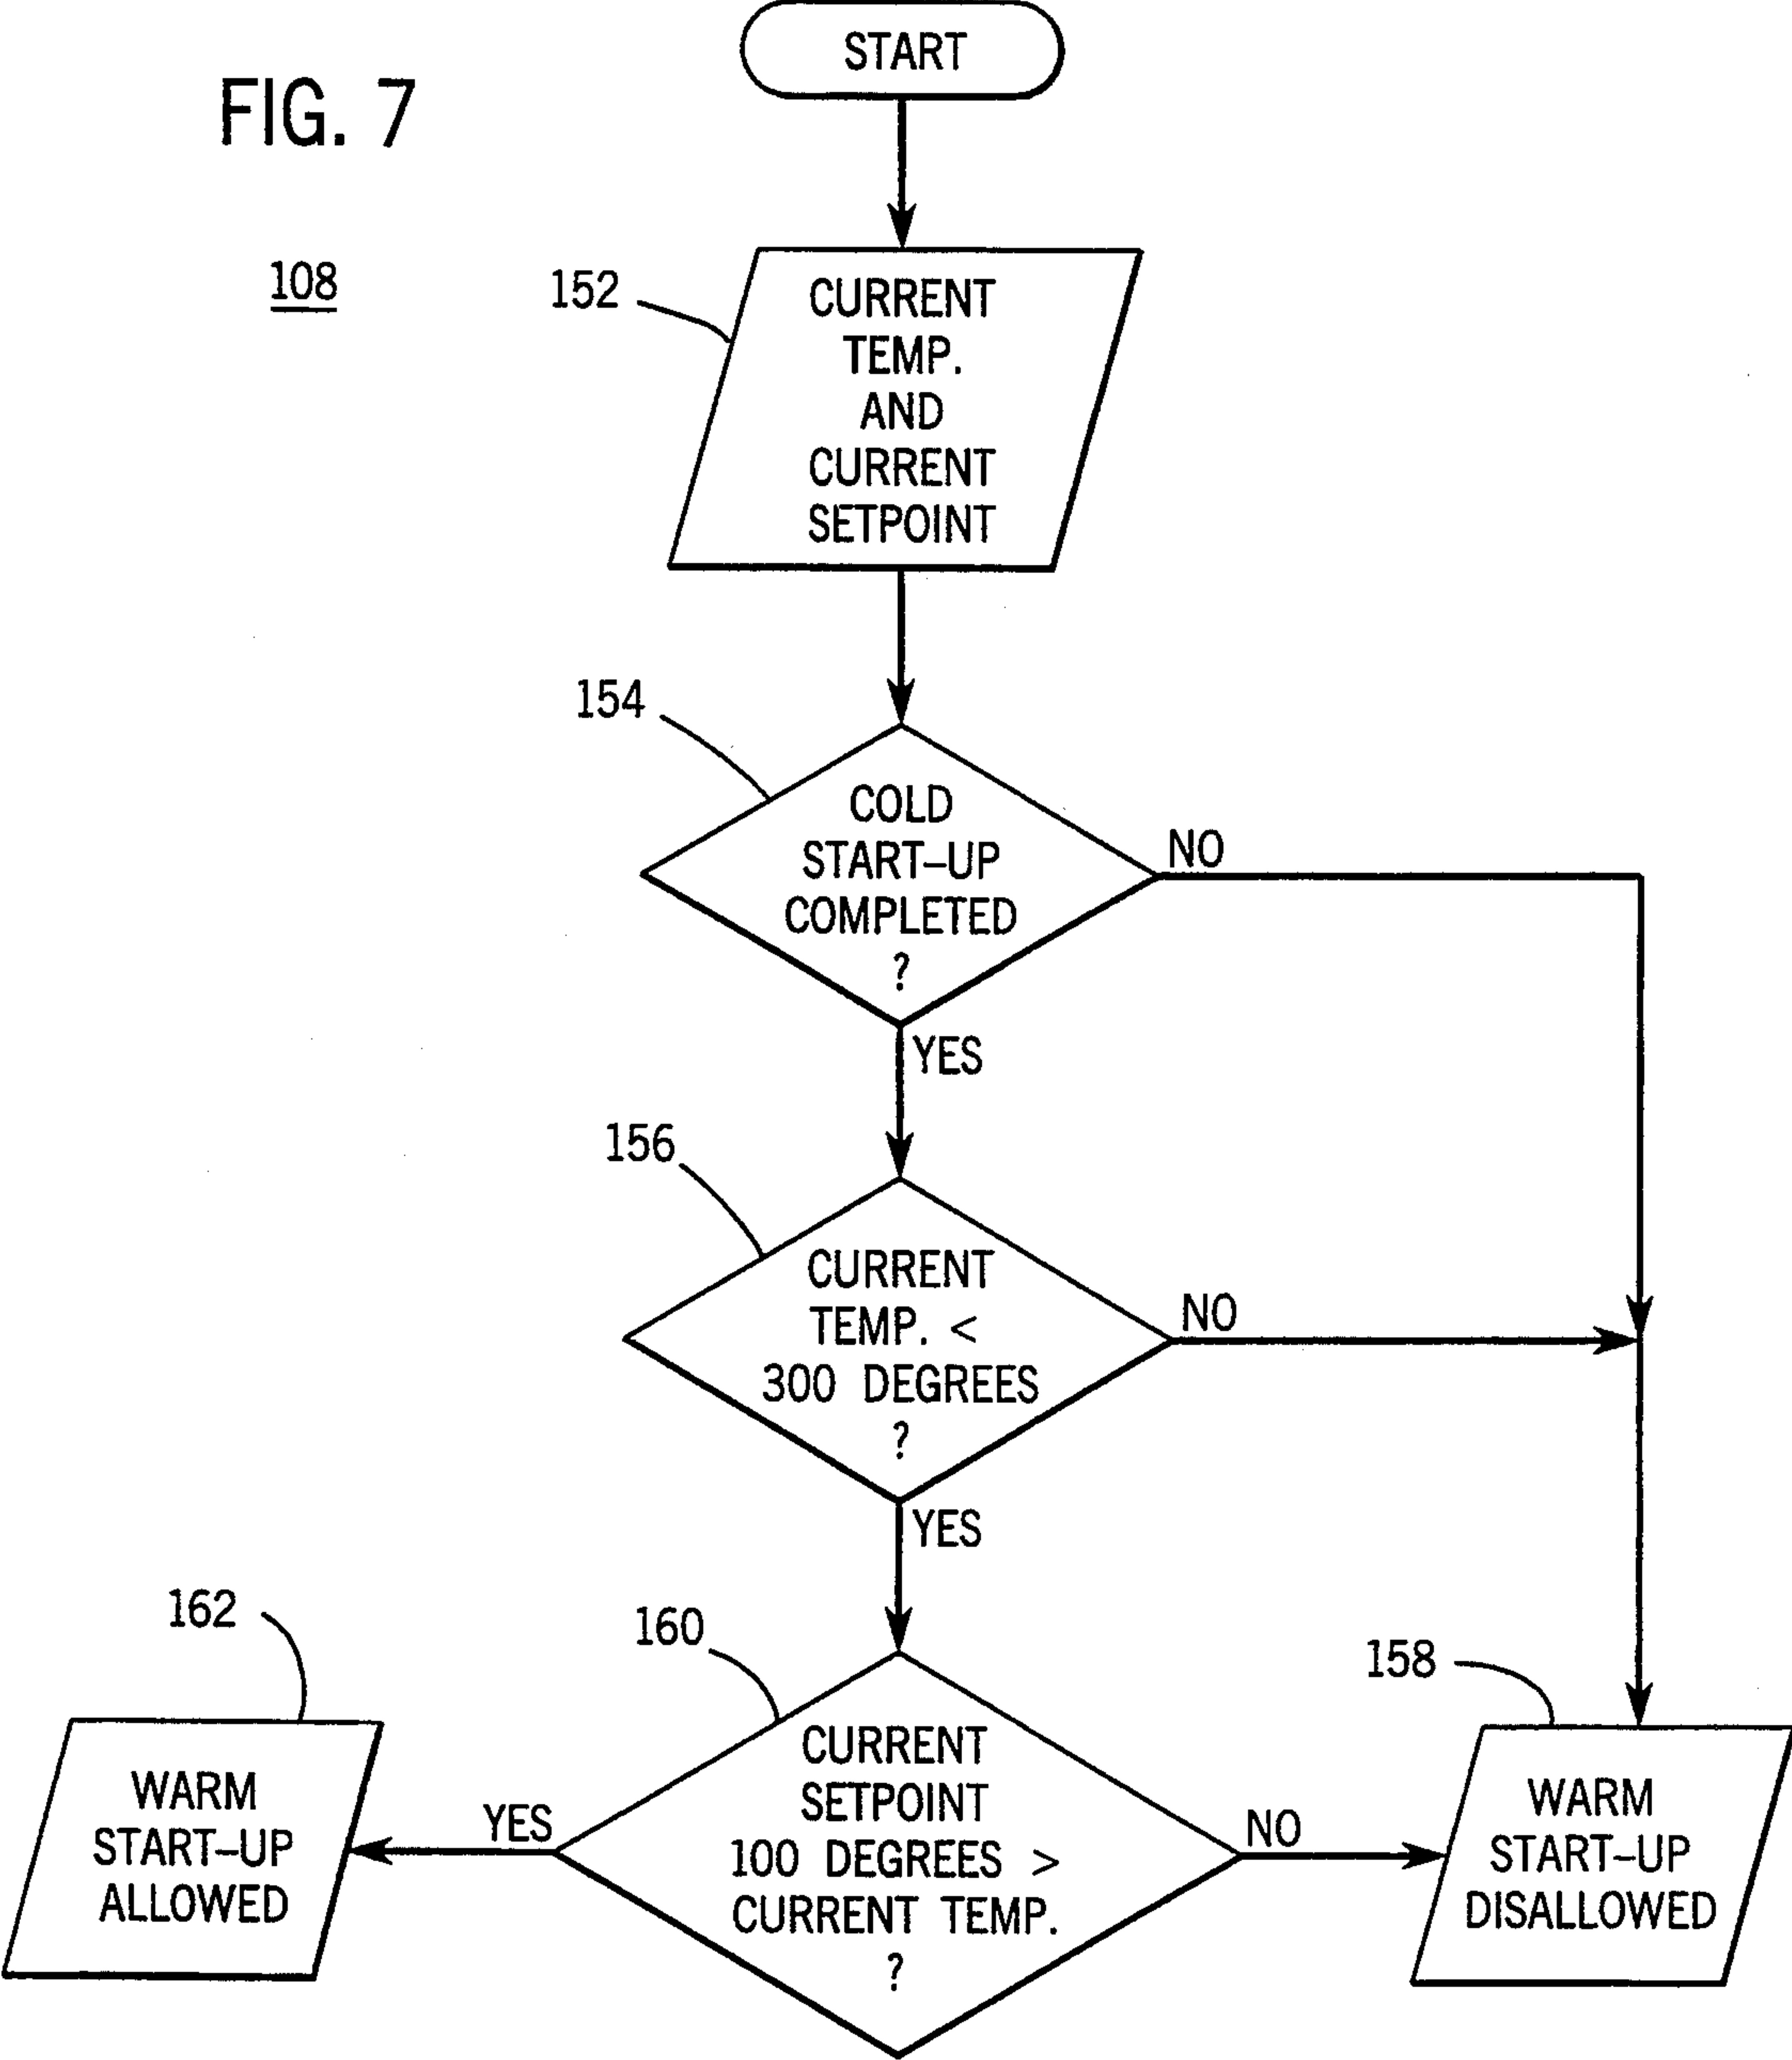 START
FIG. 7
108
152
CURRENT
TEMP.
AND
CURRENT
SETPOINT
154
COLD
START-UP
COMPLETED
?
NO
YES
156
CURRENT
TEMP. <
300 DEGREES
?
NO
YES
162
160
158
WARM
START-UP
ALLOWED
YES
CURRENT
SETPOINT
100 DEGREES >
CURRENT TEMP.
?
NO
WARM
START-UP
DISALLOWED